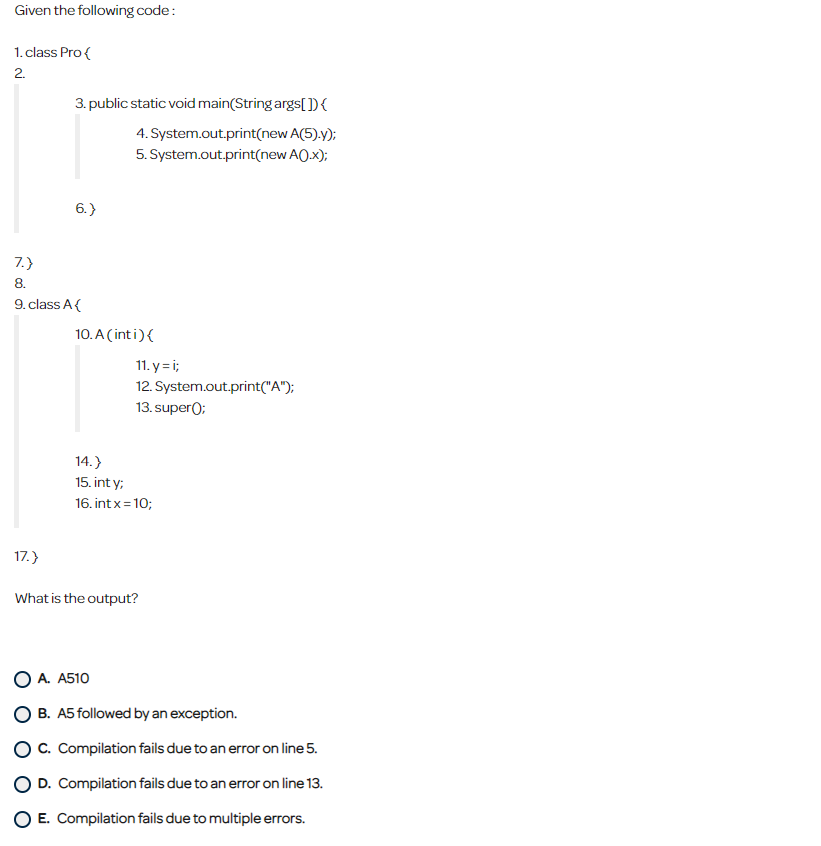 Given the following code :
1. class Pro {
2.
3. public static void main(String args[ ]) {
4. System.out.print(new A(5).y);
5. System.out.print(new A().x);
6. }
7. }
8.
9. class A {
10. A ( int i ) {
11. y = i;
12. System.out.print("A");
13. super();
14. }
15. int y;
16. int x = 10;
17. }
What is the output?
A. A510
B. A5 followed by an exception.
C. Compilation fails due to an error on line 5.
D. Compilation fails due to an error on line 13.
E. Compilation fails due to multiple errors.